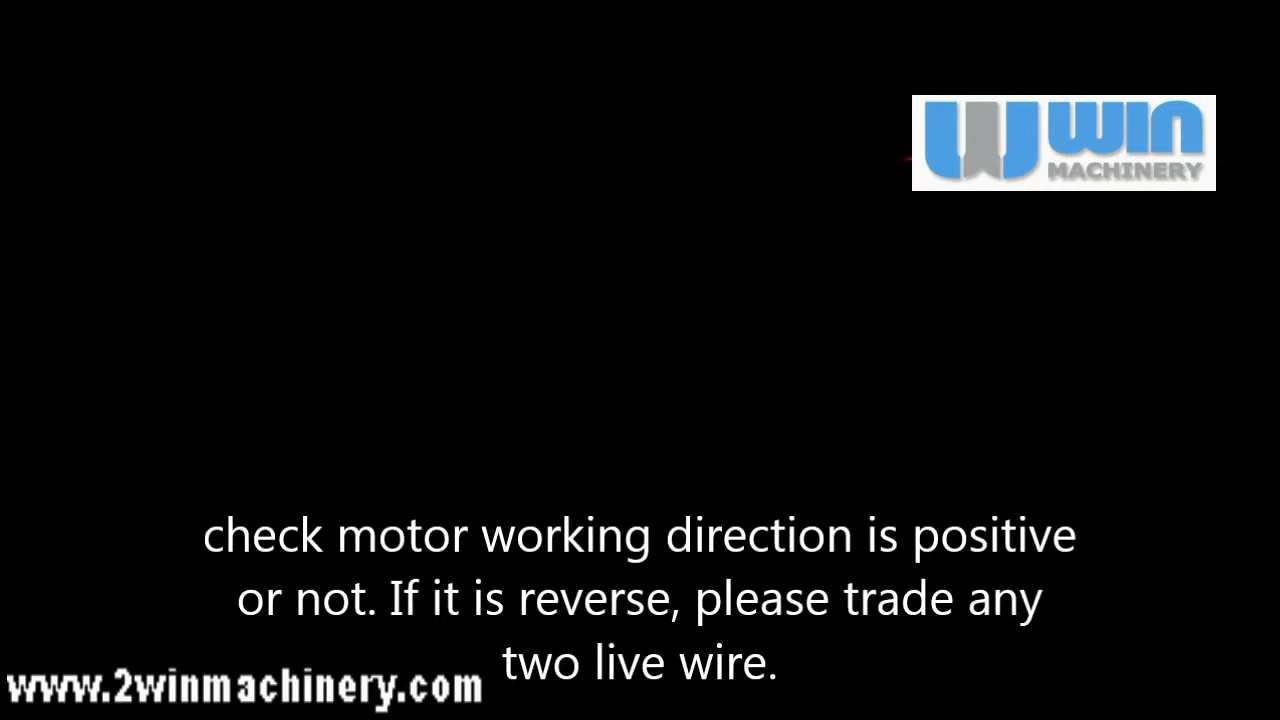 WIN
MACHINERY
check motor working direction is positive
or not. If it is reverse, please trade any
two live wire.
www.2winmachinery.com